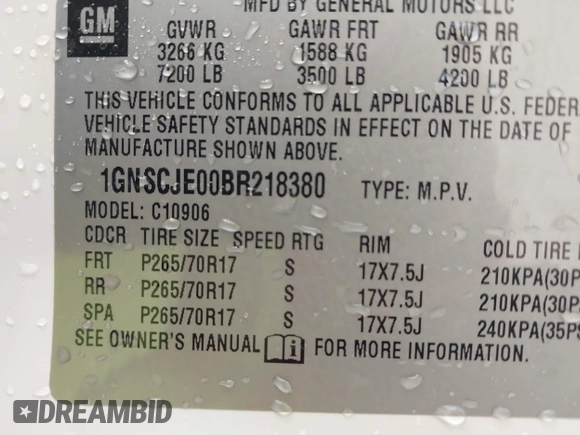 MFD BY GENERAL MOTORS LLC
GM
GVWR GAWR FRT GAWR RR
3266 KG 1588 KG 1905 KG
7200 LB 3500 LB 4200 LB
THIS VEHICLE CONFORMS TO ALL APPLICABLE U.S. FEDER
VEHICLE SAFETY STANDARDS IN EFFECT ON THE DATE OF
MANUFACTURE SHOWN ABOVE.
1GNSCJE00BR218380 TYPE: M.P.V.
MODEL: C10906
CDCR TIRE SIZE SPEED RTG RIM COLD TIRE
FRT P265/70R17 S 17X7.5J 210KPA(30P
RR P265/70R17 S 17X7.5J 210KPA(30P
SPA P265/70R17 S 17X7.5J 240KPA(35PS
SEE OWNER'S MANUAL i FOR MORE INFORMATION.
DREAMBID